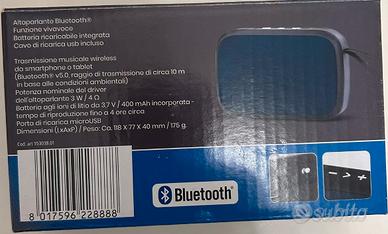 Altoparlante Bluetooth®
Funzione vivavoce
Batteria ricaricabile integrata
Cavo di ricarica usb incluso
Trasmissione musicale wireless
da smartphone o tablet
(Bluetooth® v5.0, raggio di trasmissione di circa 10 m
in base alle condizioni ambientali)
Potenza nominale del driver
dell'altoparlante 3 W / 4 Ω
Batteria agli ioni di litio da 3,7 V / 400 mAh incorporata -
tempo di riproduzione fino a 4 ore circa
Porta di ricarica microUSB
Dimensioni (LxAxP) / Peso: Ca. 118 X 77 X 40 mm / 175 g.
Cod. art 153038.01
8 017596 228888
Bluetooth®
− > +
subito